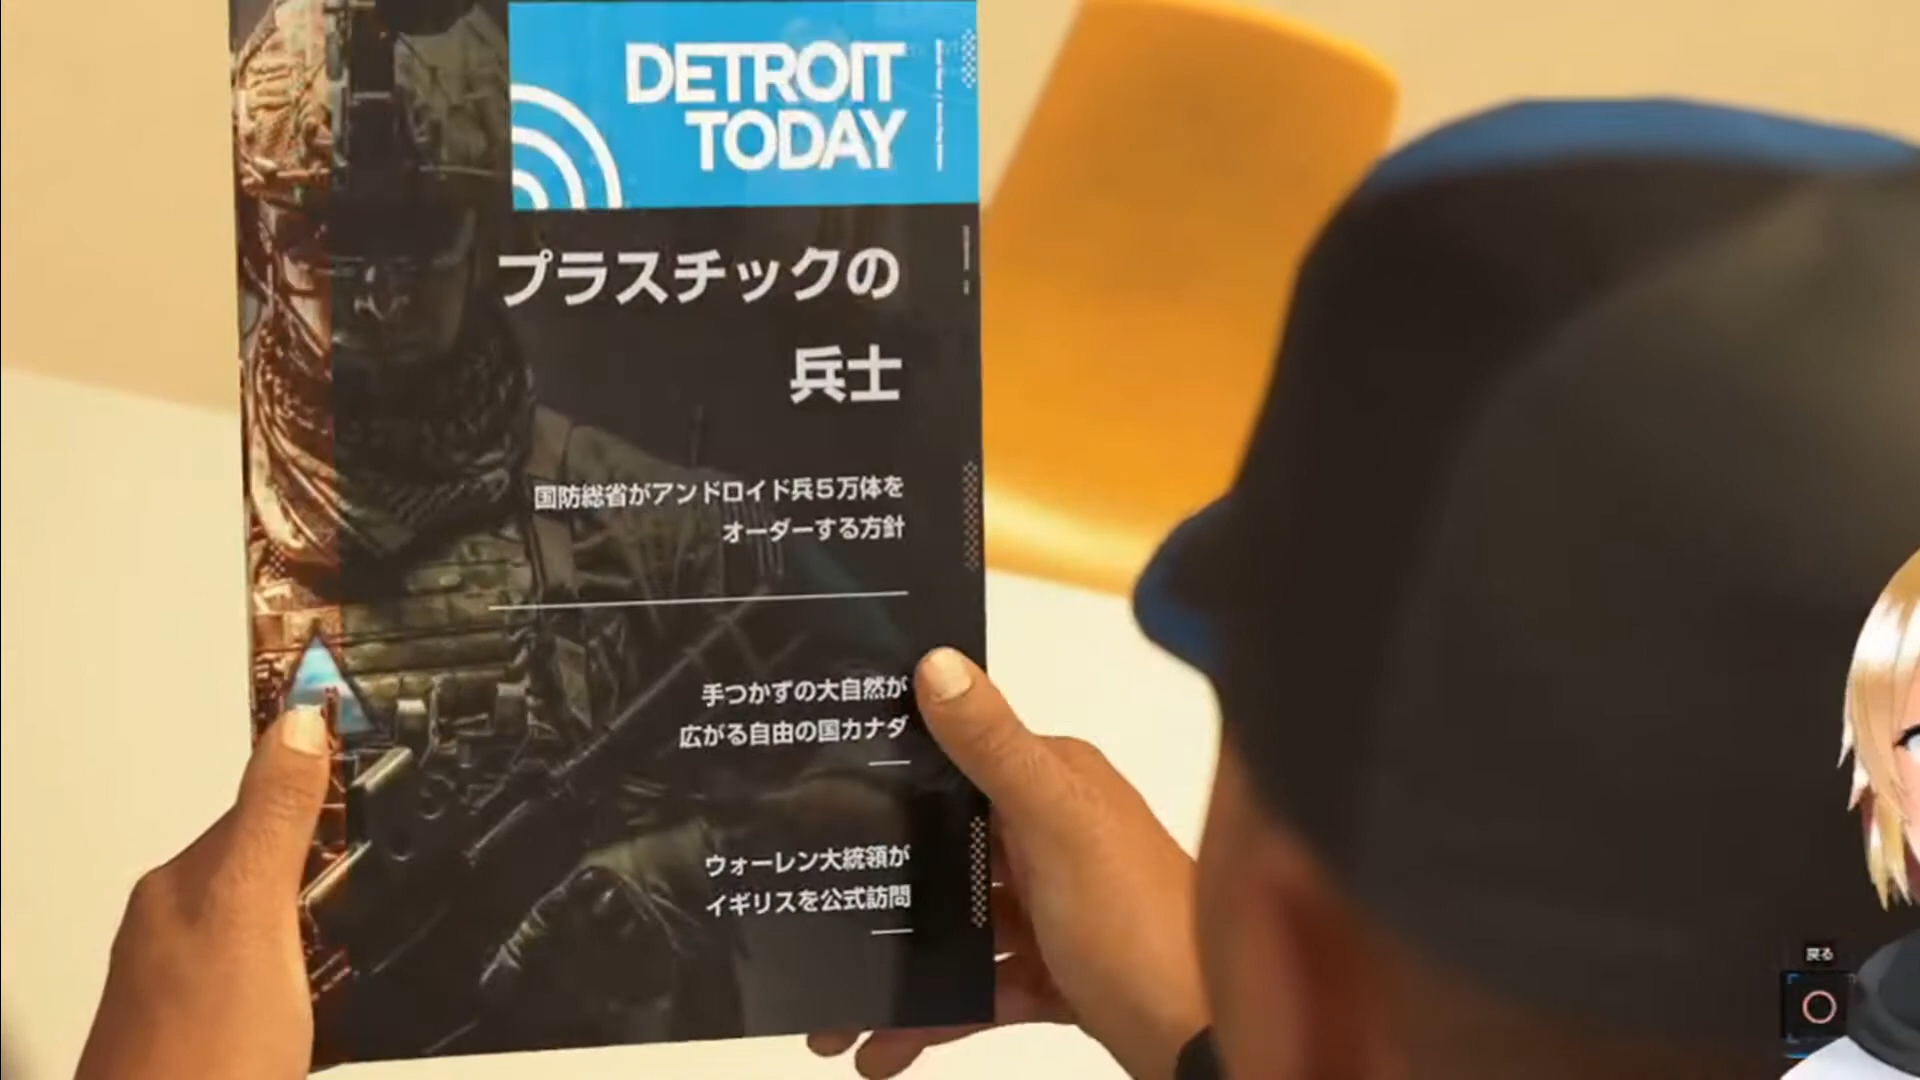 DETROIT
TODAY
プラスチックの
兵士
国防総省がアンドロイド兵5万体を
オーダーする方針
手つかずの大自然が
広がる自由の国カナダ
ウォーレン大統領が
イギリスを公式訪問
戻る